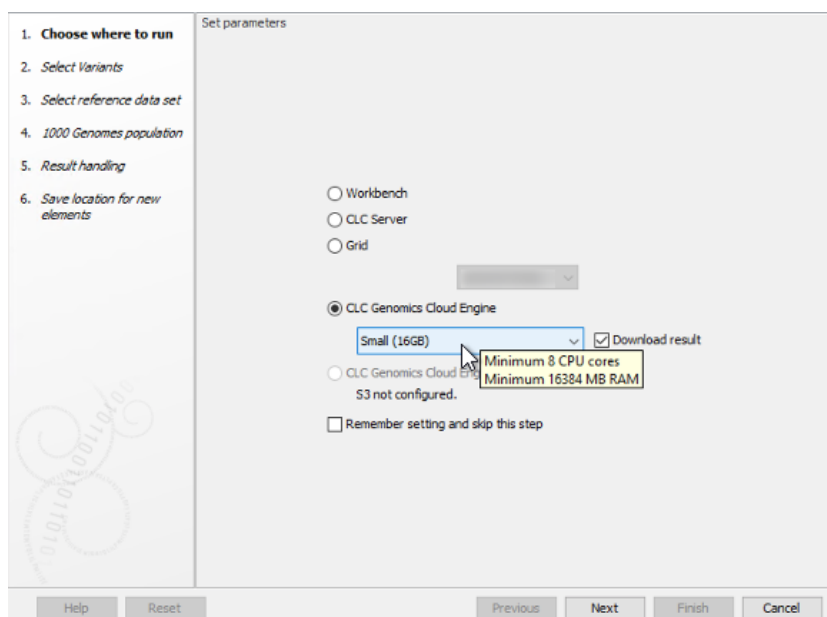 Set parameters
1. Choose where to run
2. Select Variants
3. Select reference data set
4. 1000 Genomes population
5. Result handling
6. Save location for new
elements
Workbench
CLC Server
Grid
CLC Genomics Cloud Engine
Small (16GB)
Download result
Minimum 8 CPU cores
Minimum 16384 MB RAM
CLC Genomics Cloud
S3 not configured.
Remember setting and skip this step
Help
Reset
Previous
Next
Finish
Cancel